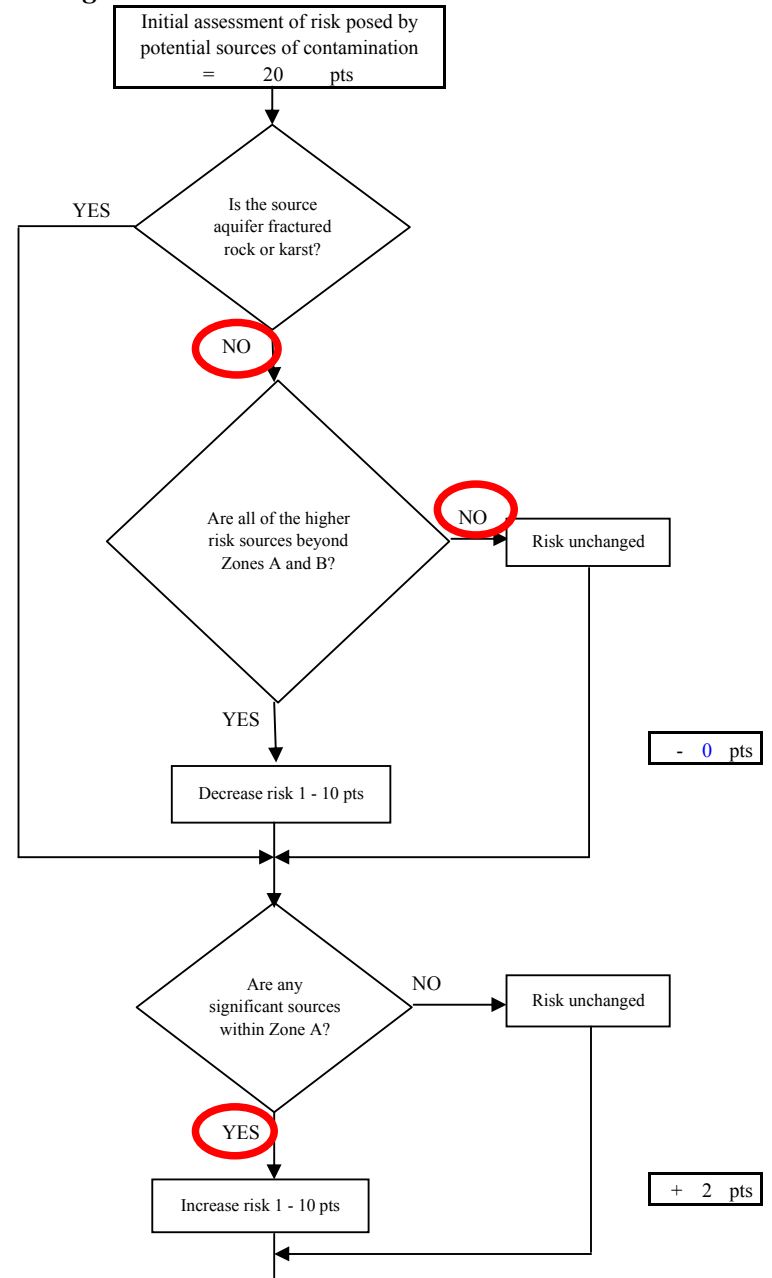 Initial assessment of risk posed by
potential sources of contamination
= 20 pts
YES
Is the source
aquifer fractured
rock or karst?
NO
Are all of the higher
risk sources beyond
Zones A and B?
NO
Risk unchanged
YES
- 0 pts
Decrease risk 1 - 10 pts
Are any
significant sources
within Zone A?
NO
Risk unchanged
YES
+ 2 pts
Increase risk 1 - 10 pts